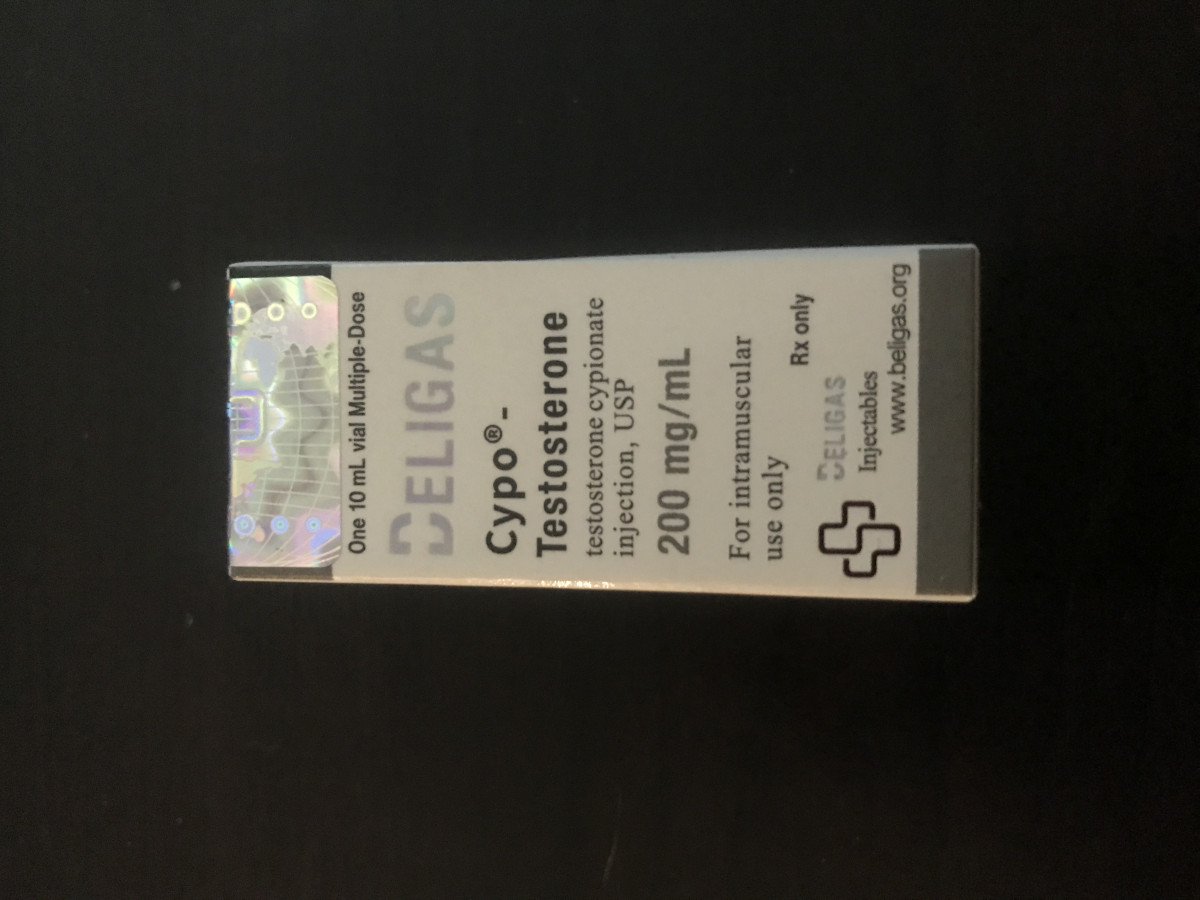 One 10 mL vial Multiple-Dose
BELIGAS
Cypo®-
Testosterone
testosterone cypionate
injection, USP
200 mg/mL
For intramuscular
use only
Rx only
BELIGAS
Injectables
www.beligas.org